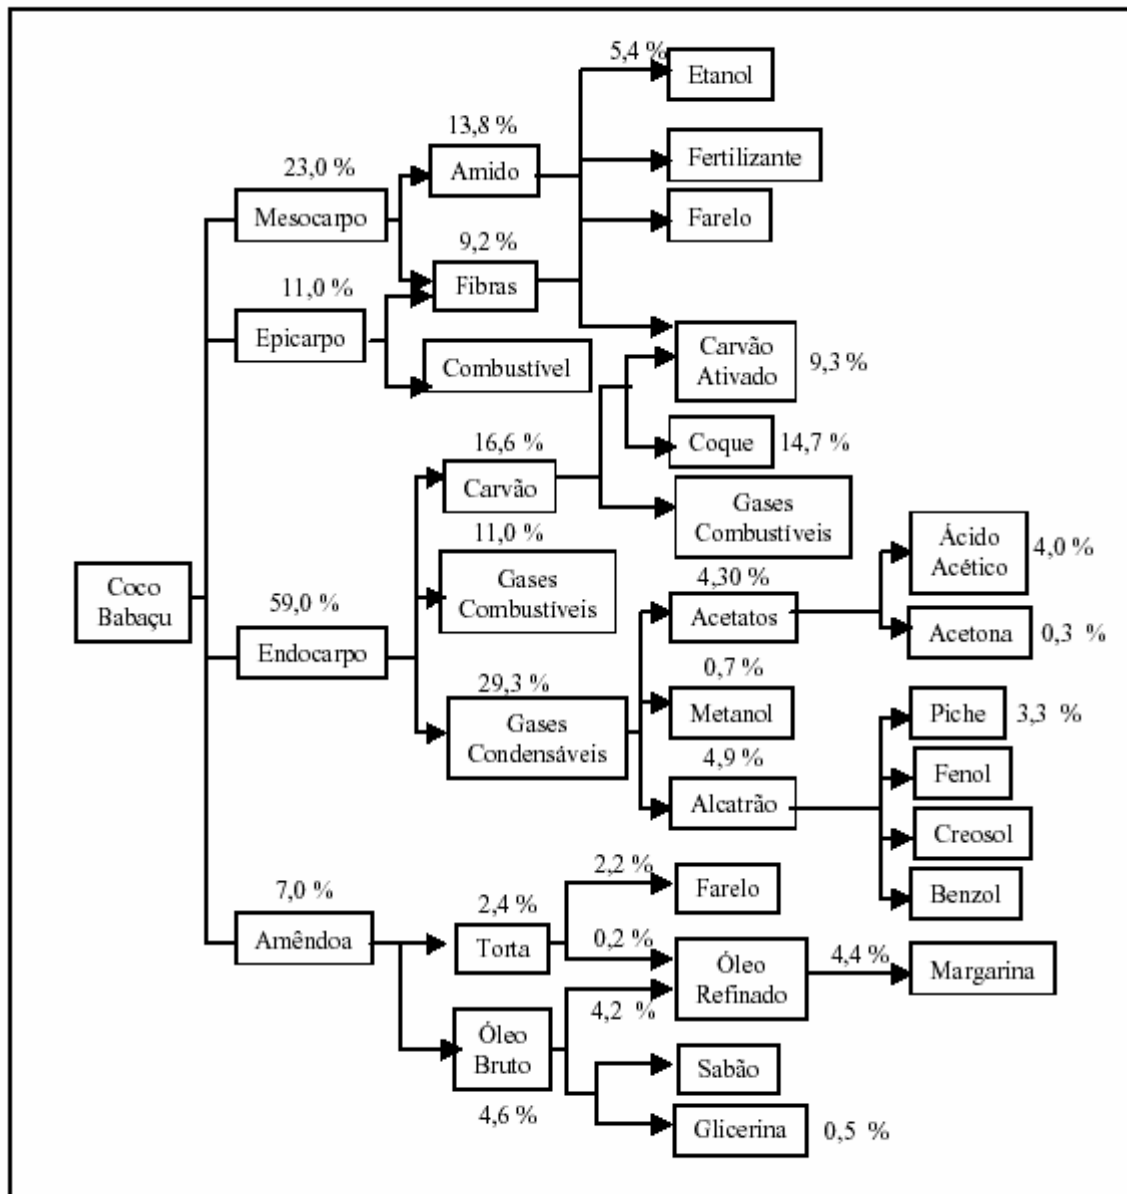 5,4 %
Etanol
13,8 %
Amido
Fertilizante
23,0 %
Mesocarpo
Farelo
9,2 %
Fibras
11,0 %
Epicarpo
Combustível
Carvão
Ativado
9,3 %
16,6 %
Carvão
Coque
14,7 %
Gases
Combustíveis
11,0 %
Gases
Combustíveis
Ácido
Acético
4,0 %
4,30 %
Acetatos
Acetona
0,3 %
Coco
Babaçu
59,0 %
Endocarpo
29,3 %
Gases
Condensáveis
0,7 %
Metanol
4,9 %
Alcatrão
Piche
3,3 %
Fenol
Creosol
Benzol
7,0 %
Amêndoa
2,4 %
Torta
2,2 %
Farelo
0,2 %
Óleo
Refinado
4,4 %
Margarina
4,2 %
Óleo
Bruto
4,6 %
Sabão
Glicerina
0,5 %